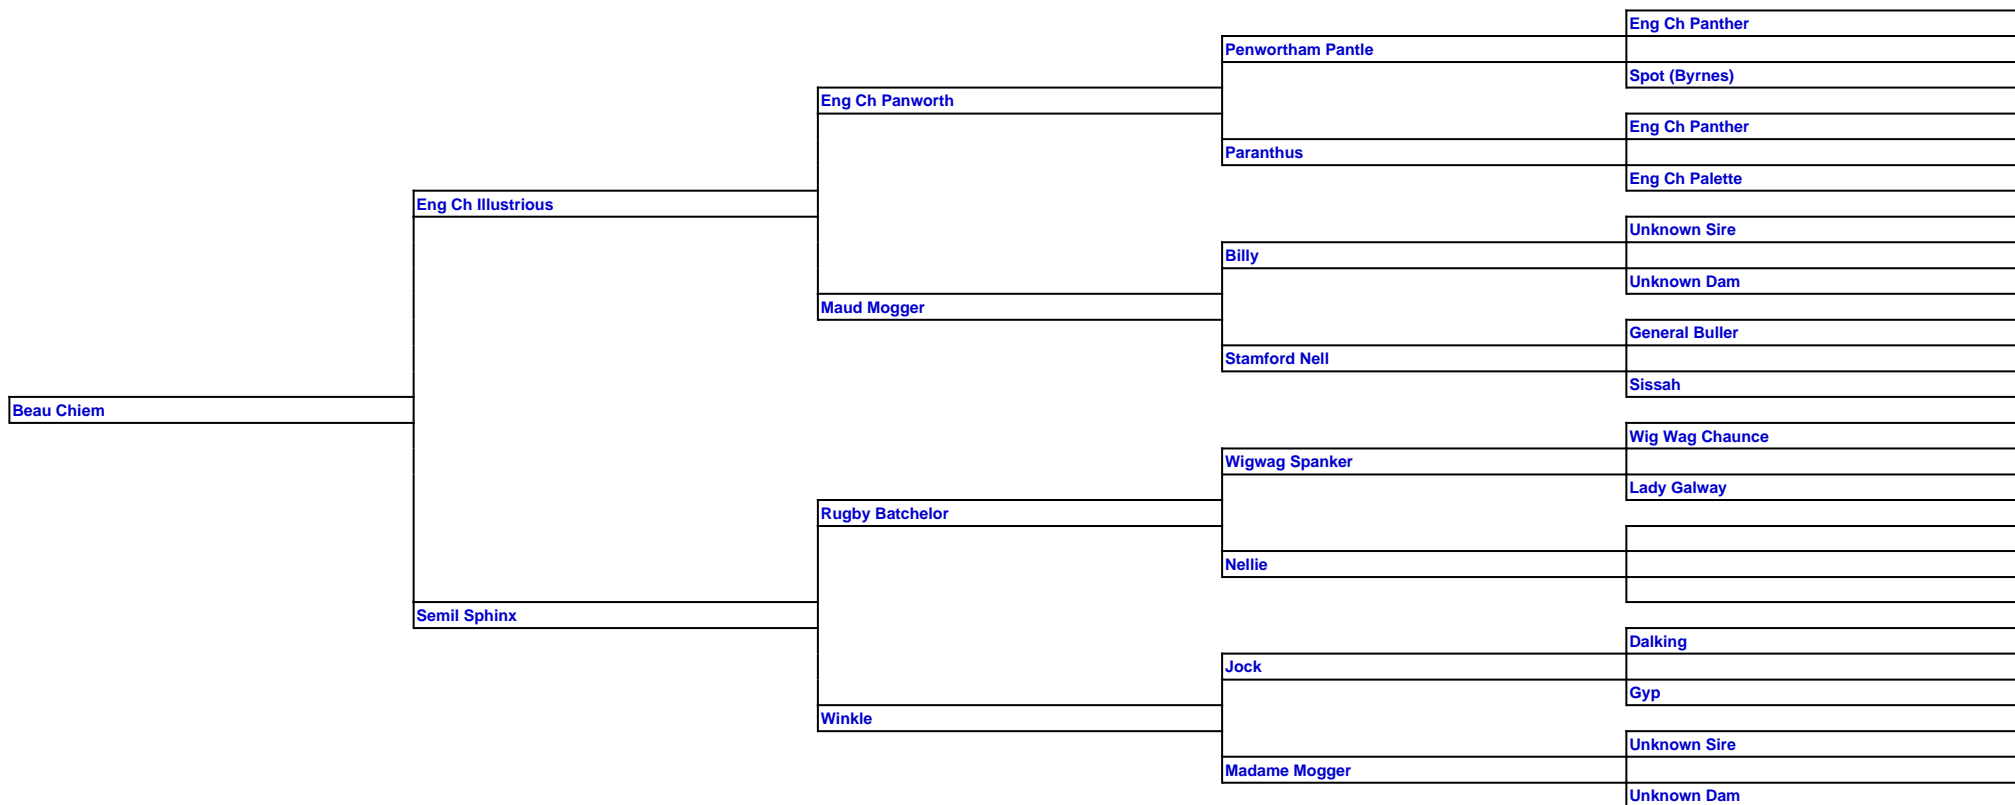 Eng Ch Panther
Penwortham Pantle
Spot (Byrnes)
Eng Ch Panworth
Eng Ch Panther
Paranthus
Eng Ch Palette
Eng Ch Illustrious
Unknown Sire
Billy
Unknown Dam
Maud Mogger
General Buller
Stamford Nell
Sissah
Beau Chiem
Wig Wag Chaunce
Wigwag Spanker
Lady Galway
Rugby Batchelor
Nellie
Semil Sphinx
Dalking
Jock
Gyp
Winkle
Unknown Sire
Madame Mogger
Unknown Dam